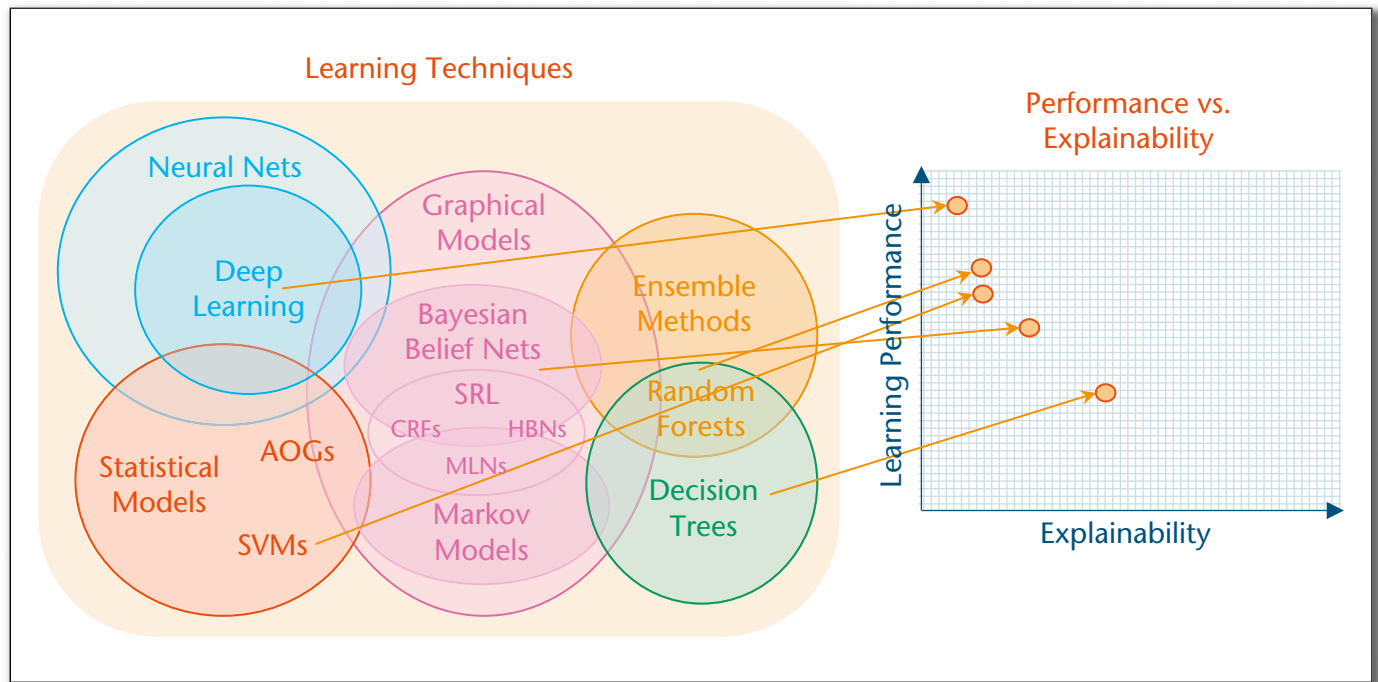 Learning Techniques
Neural Nets
Deep
Learning
Graphical
Models
Bayesian
Belief Nets
SRL
CRFs
HBNs
MLNs
Markov
Models
Ensemble
Methods
Random
Forests
Decision
Trees
AOGs
Statistical
Models
SVMs
Performance vs.
Explainability
Learning Performance
Explainability